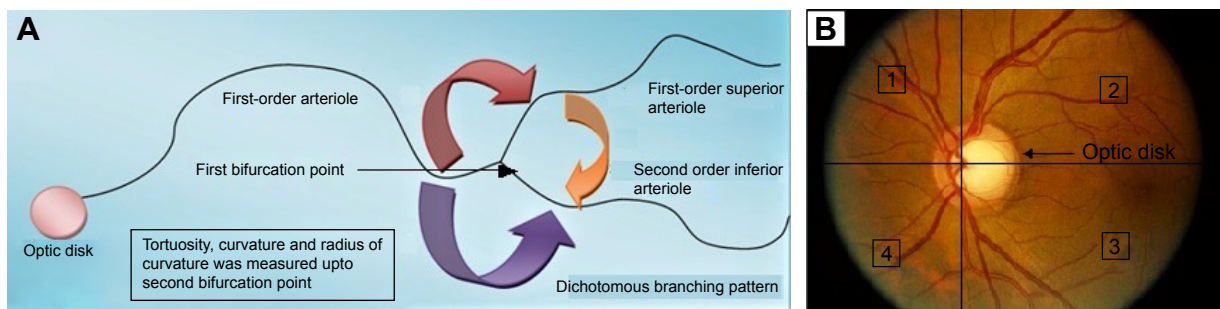 A
First-order arteriole
First-order superior
arteriole
First bifurcation point
Second order inferior
arteriole
Optic disk
Tortuosity, curvature and radius of
curvature was measured upto
second bifurcation point
Dichotomous branching pattern
B
1
2
Optic disk
4
3